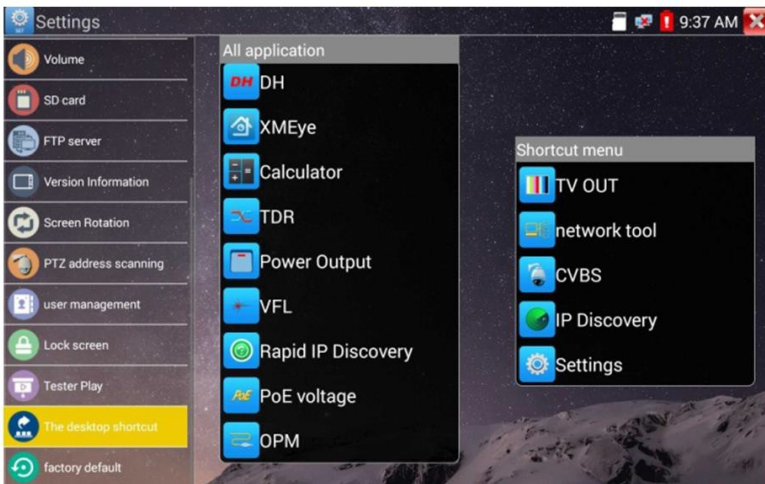 Settings
9:37 AM
Volume
SD card
FTP server
Version Information
Screen Rotation
PTZ address scanning
user management
Lock screen
Tester Play
The desktop shortcut
factory default
All application
DH DH
XMEye
Calculator
TDR
Power Output
VFL
Rapid IP Discovery
PoE PoE voltage
OPM
Shortcut menu
TV OUT
network tool
CVBS
IP Discovery
Settings